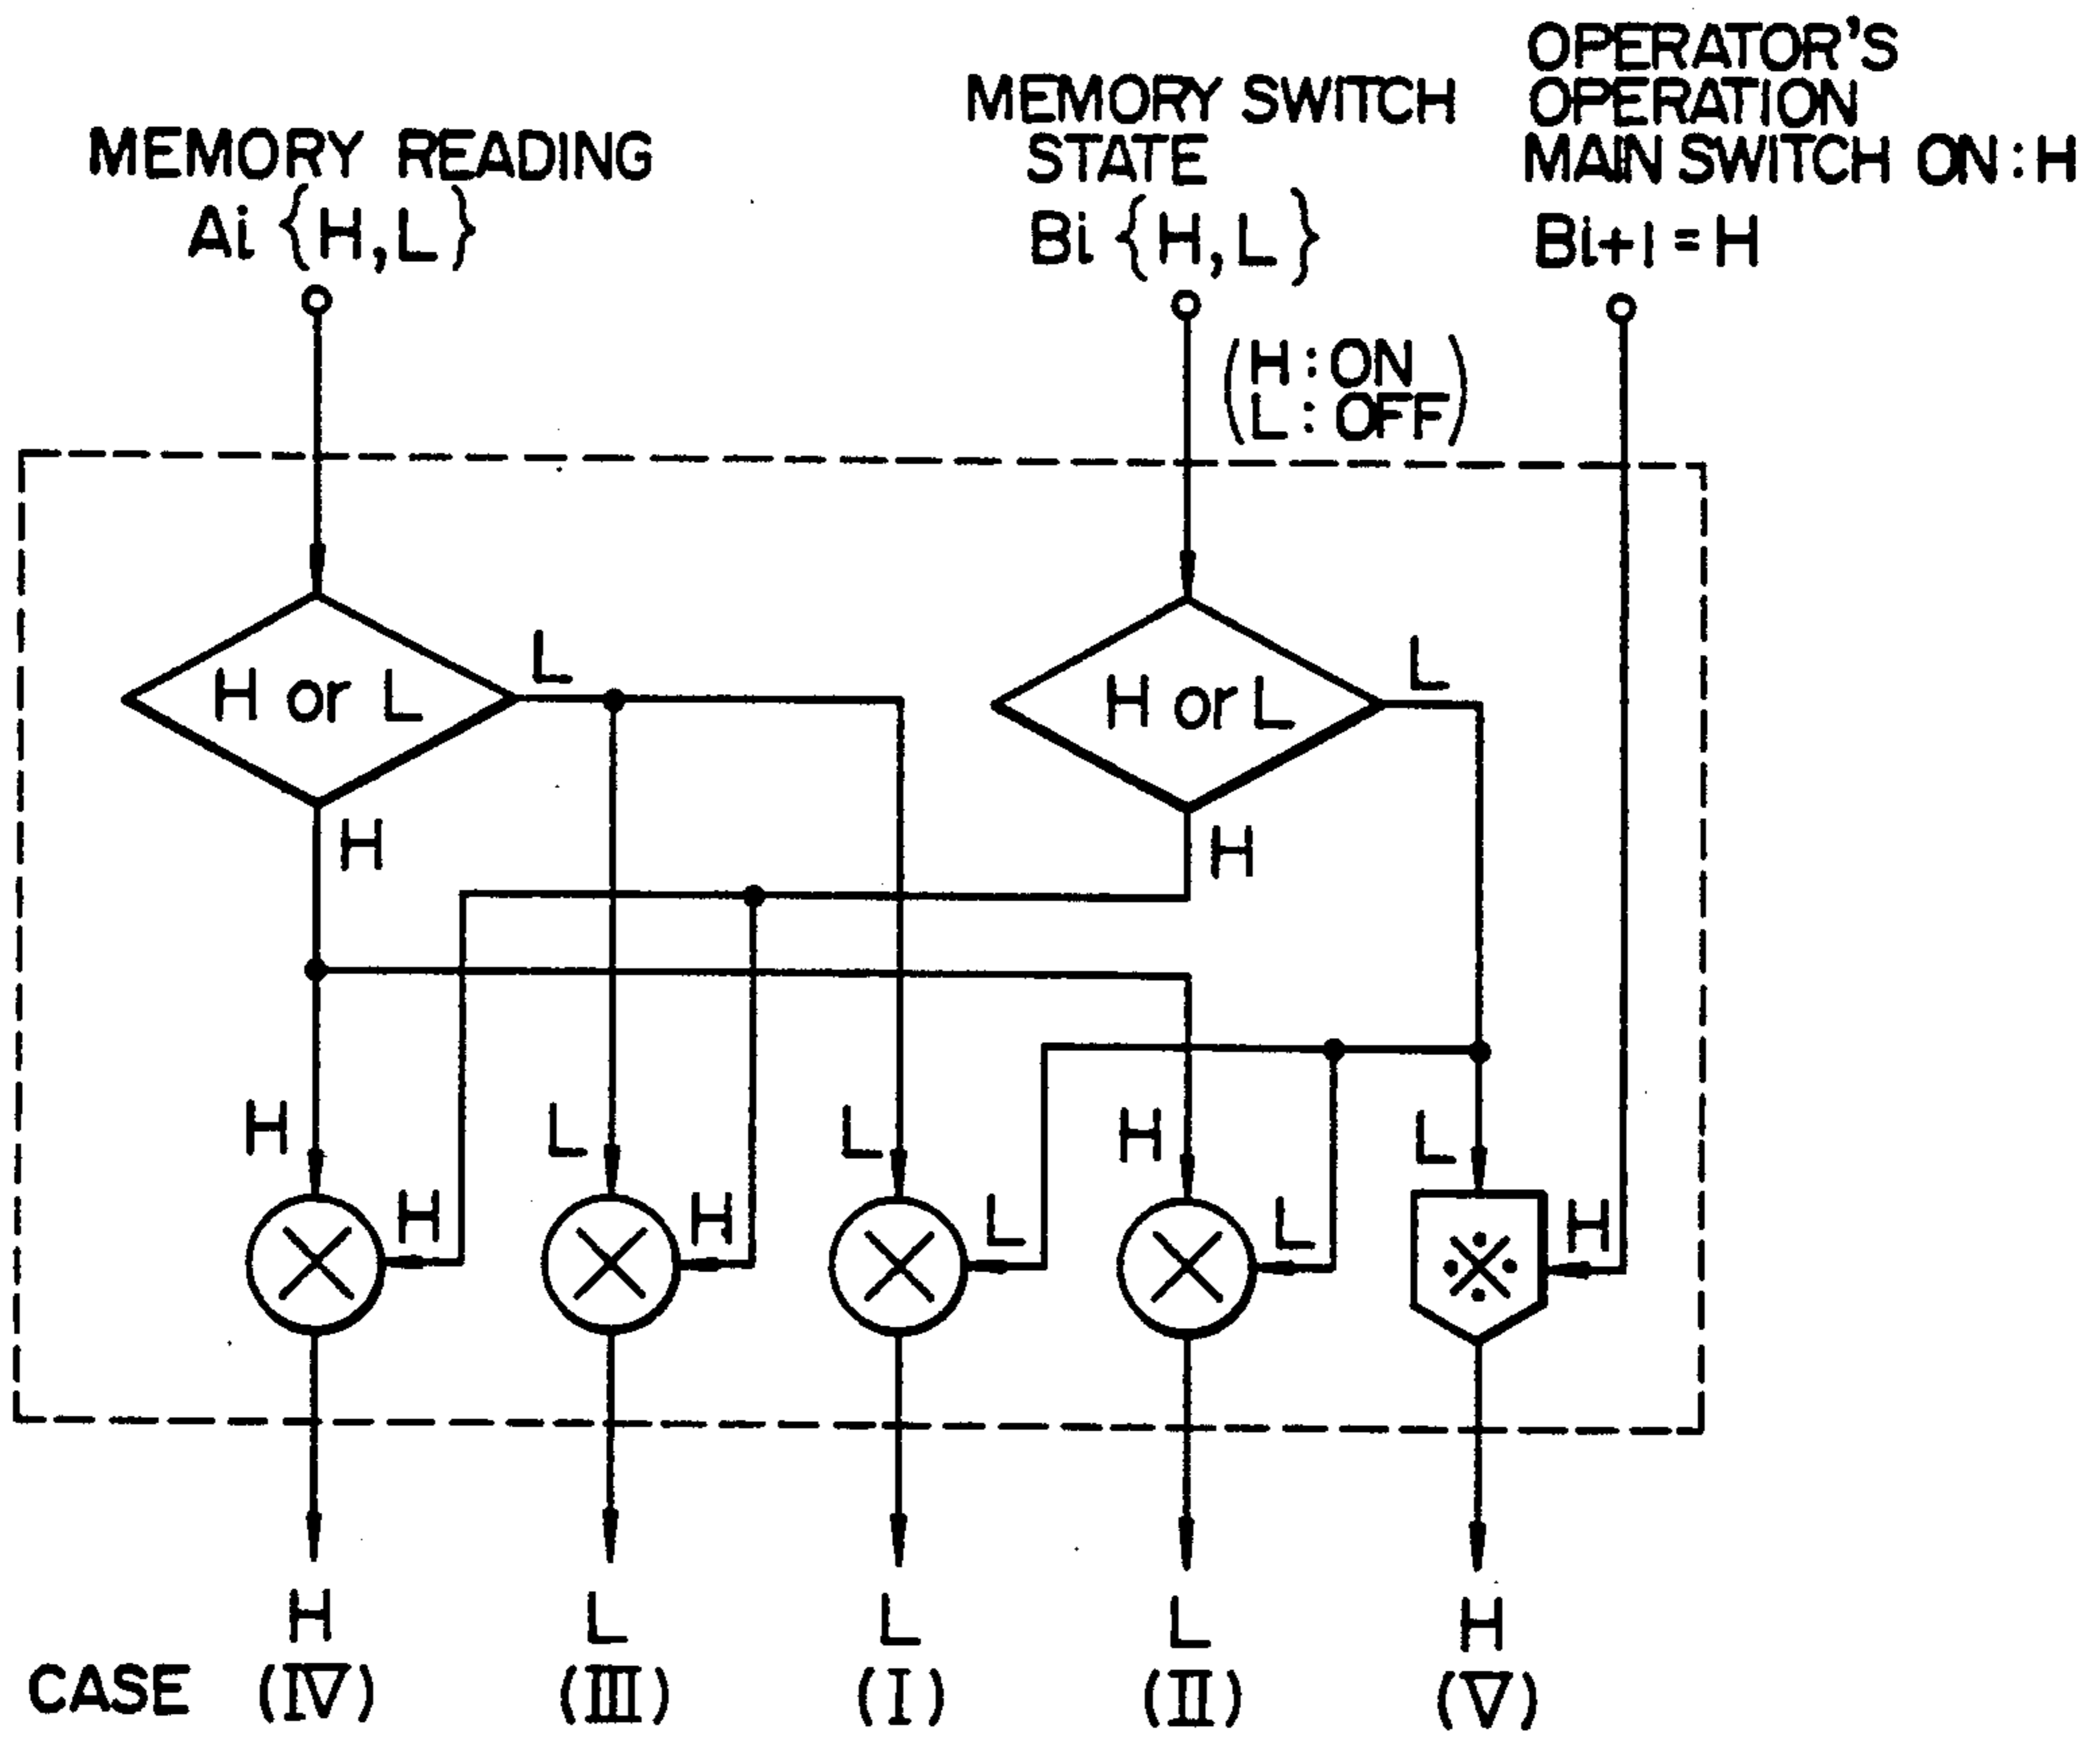 MEMORY READING
Ai {H,L}
MEMORY SWITCH
STATE
Bi {H,L}
OPERATOR'S
OPERATION
MAIN SWITCH ON:H
Bi+1=H
(H:ON
L:OFF)
H or L
L
H
H or L
L
H
H
H
L
H
L
L
H
L
L
H
H
L
L
L
H
CASE (IV) (III) (I) (II) (V)